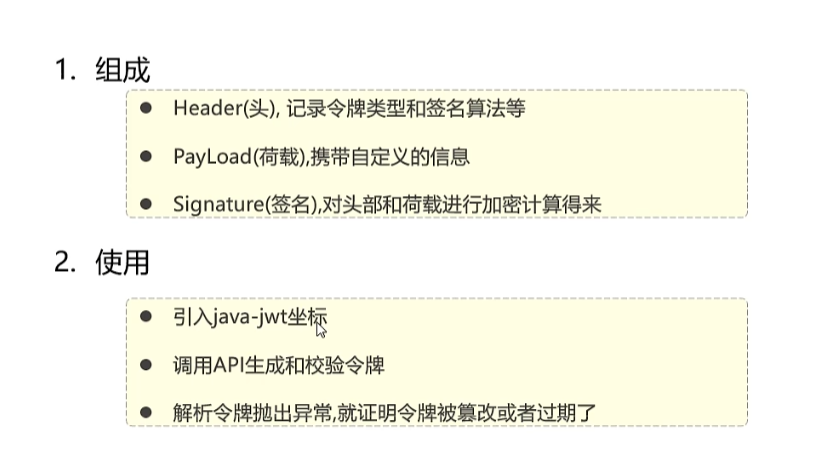 1. 组成
● Header(头), 记录令牌类型和签名算法等
● PayLoad(荷载),携带自定义的信息
● Signature(签名),对头部和荷载进行加密计算得来
2. 使用
● 引入java-jwt坐标
● 调用API生成和校验令牌
● 解析令牌抛出异常,就证明令牌被篡改或者过期了